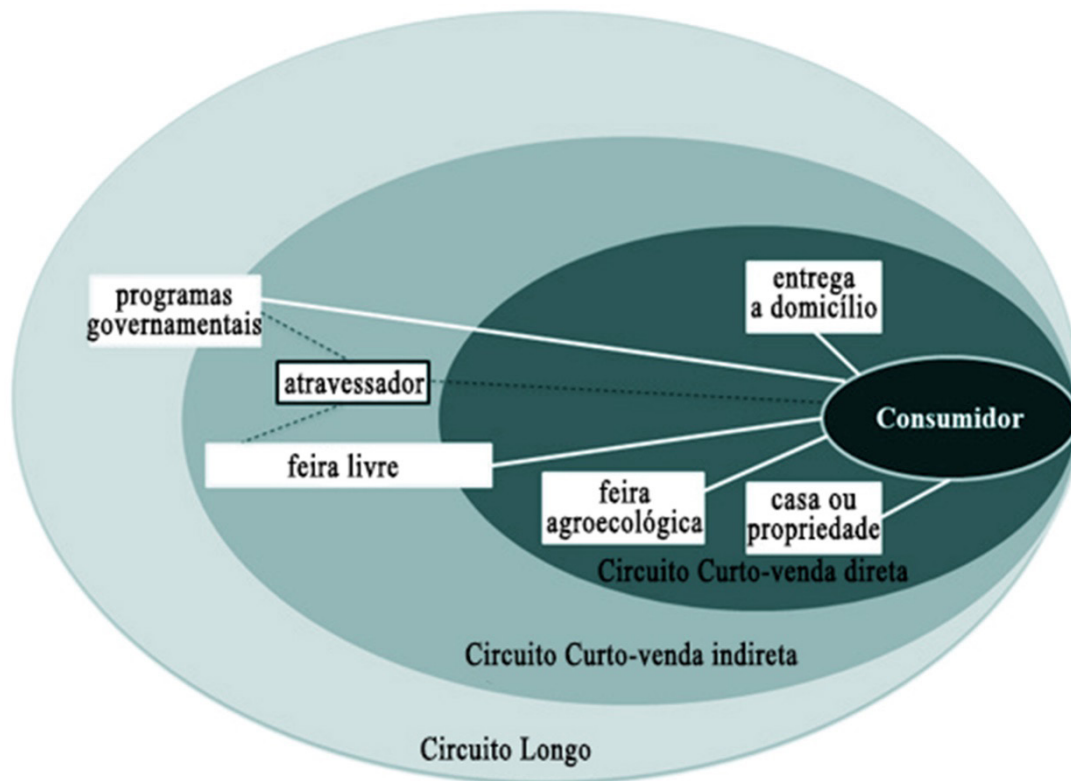 entrega
a domicílio
programas
governamentais
atravessador
Consumidor
feira livre
feira
agroecológica
casa ou
propriedade
Circuito Curto-venda direta
Circuito Curto-venda indireta
Circuito Longo